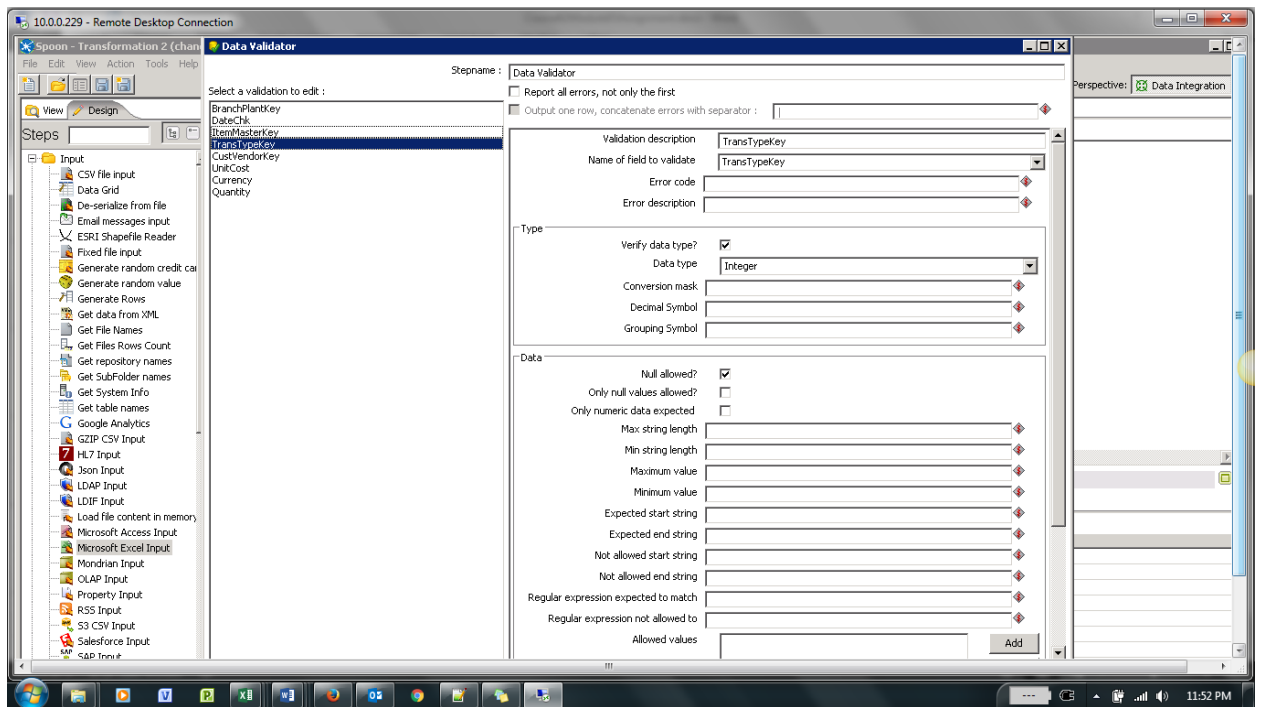 10.0.0.229 - Remote Desktop Connection
Spoon - Transformation 2 (chan
Data Validator
File Edit View Action Tools Help
Perspective: Data Integration
View Design
Steps
Input
CSV file input
Data Grid
De-serialize from file
Email messages input
ESRI Shapefile Reader
Fixed file input
Generate random credit car
Generate random value
Generate Rows
Get data from XML
Get File Names
Get Files Rows Count
Get repository names
Get SubFolder names
Get System Info
Get table names
Google Analytics
GZIP CSV Input
HL7 Input
Json Input
LDAP Input
LDIF Input
Load file content in memory
Microsoft Access Input
Microsoft Excel Input
Mondrian Input
OLAP Input
Property Input
RSS Input
S3 CSV Input
Salesforce Input
SAP Input
Stepname : Data Validator
Select a validation to edit :
BranchPlantKey
DateChk
ItemMasterKey
TransTypeKey
CustVendorKey
UnitCost
Currency
Quantity
Report all errors, not only the first
Output one row, concatenate errors with separator :
Validation description TransTypeKey
Name of field to validate TransTypeKey
Error code
Error description
Type
Verify data type?
Data type Integer
Conversion mask
Decimal Symbol
Grouping Symbol
Data
Null allowed?
Only null values allowed?
Only numeric data expected
Max string length
Min string length
Maximum value
Minimum value
Expected start string
Expected end string
Not allowed start string
Not allowed end string
Regular expression expected to match
Regular expression not allowed to
Allowed values Add
11:52 PM